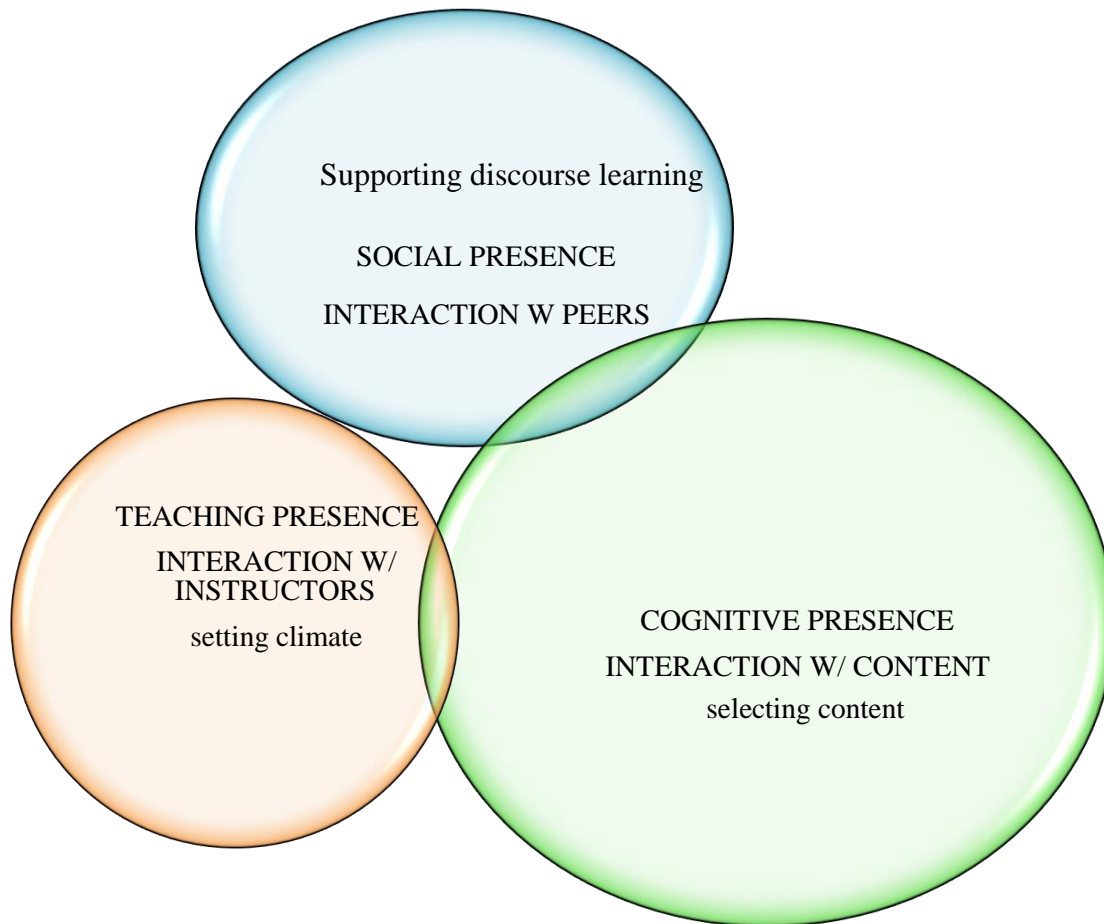 Supporting discourse learning
SOCIAL PRESENCE
INTERACTION W PEERS
TEACHING PRESENCE
INTERACTION W/
INSTRUCTORS
setting climate
COGNITIVE PRESENCE
INTERACTION W/ CONTENT
selecting content